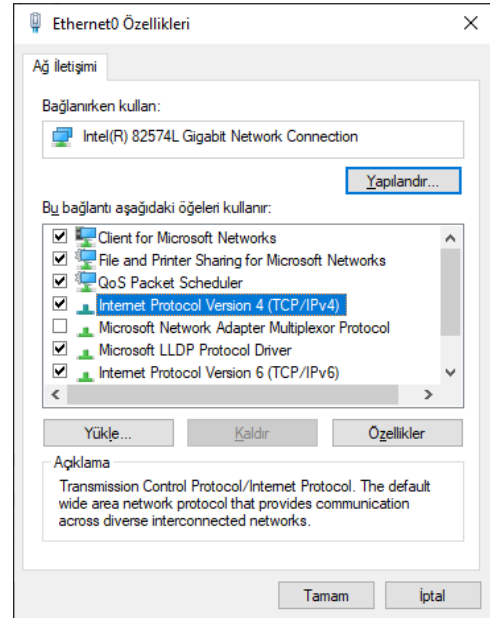 Ethernet0 Özellikleri
Ağ İletişimi
Bağlanırken kullan:
Intel(R) 82574L Gigabit Network Connection
Yapılandır...
Bu bağlantı aşağıdaki öğeleri kullanır:
Client for Microsoft Networks
File and Printer Sharing for Microsoft Networks
QoS Packet Scheduler
Internet Protocol Version 4 (TCP/IPv4)
Microsoft Network Adapter Multiplexor Protocol
Microsoft LLDP Protocol Driver
Internet Protocol Version 6 (TCP/IPv6)
Yükle...
Kaldır
Özellikler
Açıklama
Transmission Control Protocol/Internet Protocol. The default
wide area network protocol that provides communication
across diverse interconnected networks.
Tamam
İptal